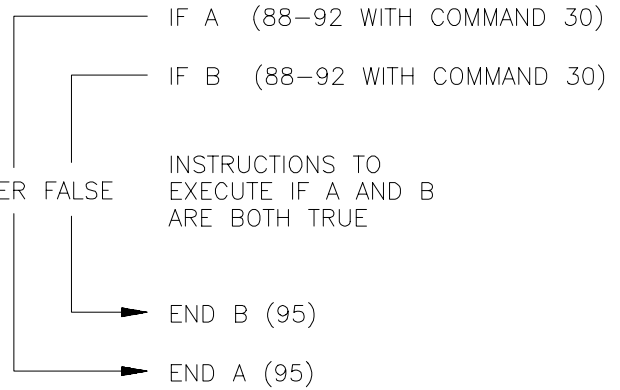 IF A (88-92 WITH COMMAND 30)
IF B (88-92 WITH COMMAND 30)
INSTRUCTIONS TO
ER FALSE EXECUTE IF A AND B
ARE BOTH TRUE
END B (95)
END A (95)